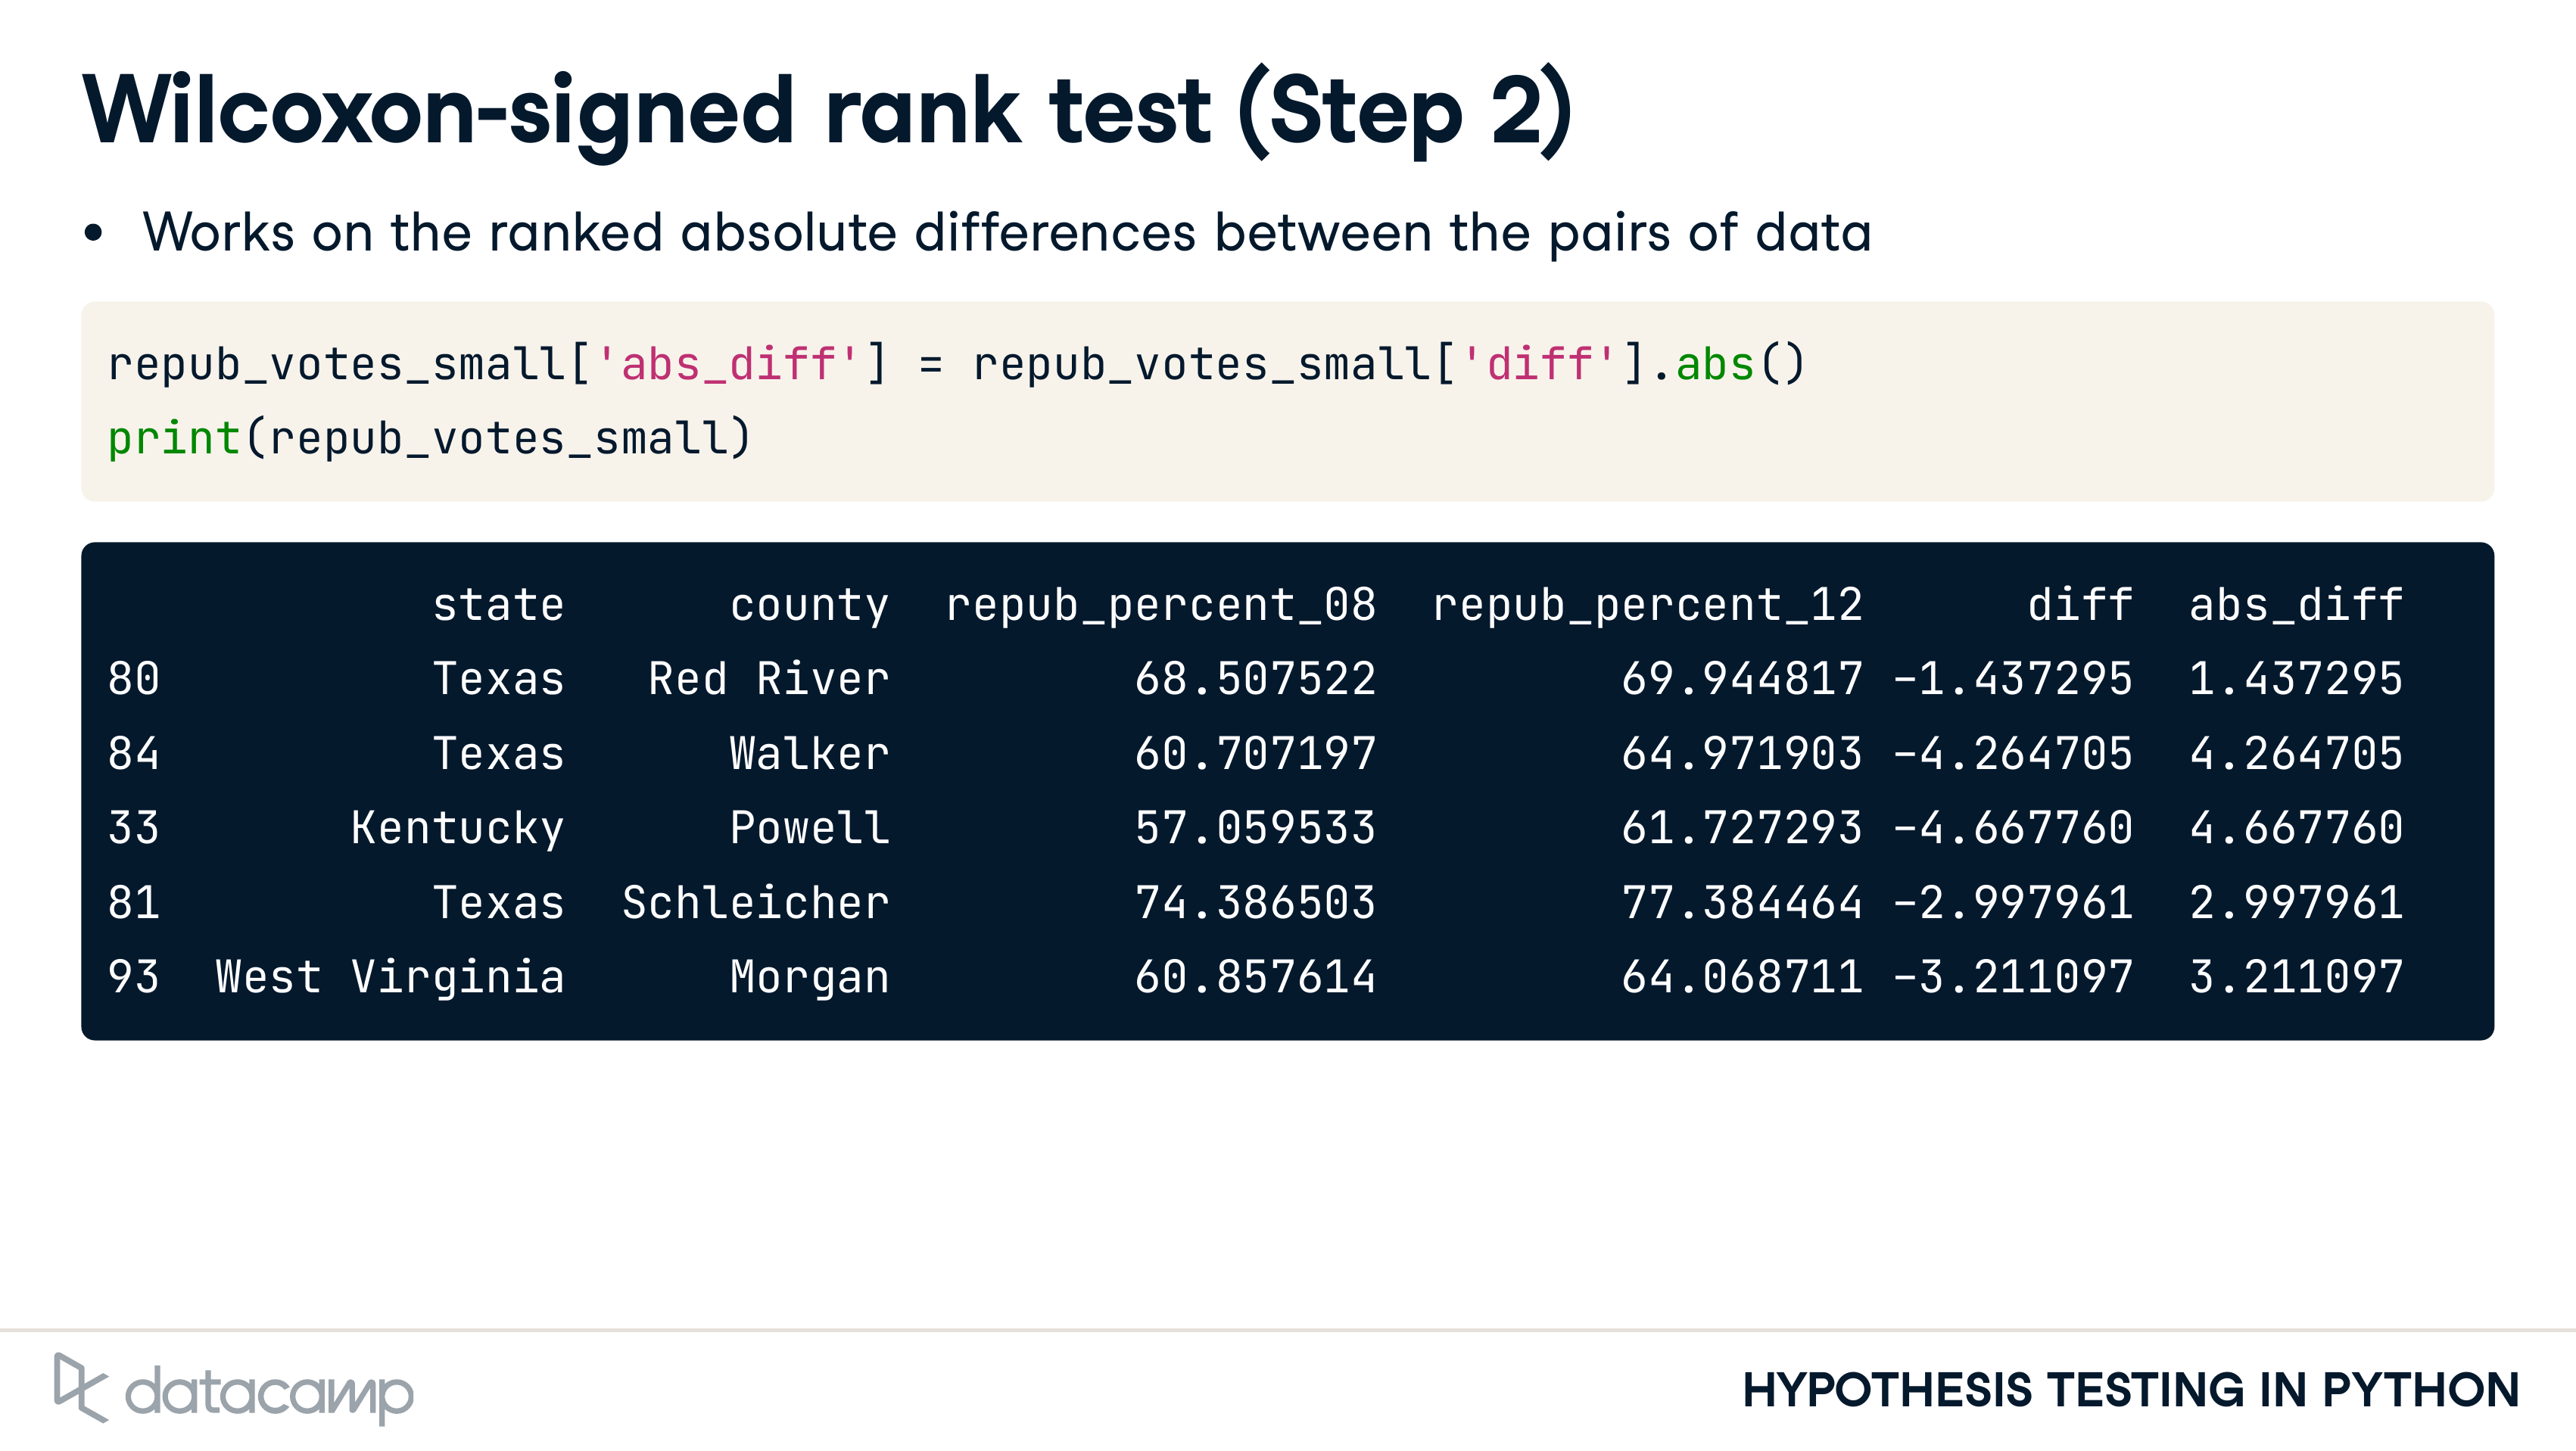 Wilcoxon-signed rank test (Step 2)
• Works on the ranked absolute differences between the pairs of data
repub_votes_small['abs_diff'] = repub_votes_small['diff'].abs()
print(repub_votes_small)
state county repub_percent_08 repub_percent_12 diff abs_diff
80 Texas Red River 68.507522 69.944817 -1.437295 1.437295
84 Texas Walker 60.707197 64.971903 -4.264705 4.264705
33 Kentucky Powell 57.059533 61.727293 -4.667760 4.667760
81 Texas Schleicher 74.386503 77.384464 -2.997961 2.997961
93 West Virginia Morgan 60.857614 64.068711 -3.211097 3.211097
datacamp
HYPOTHESIS TESTING IN PYTHON